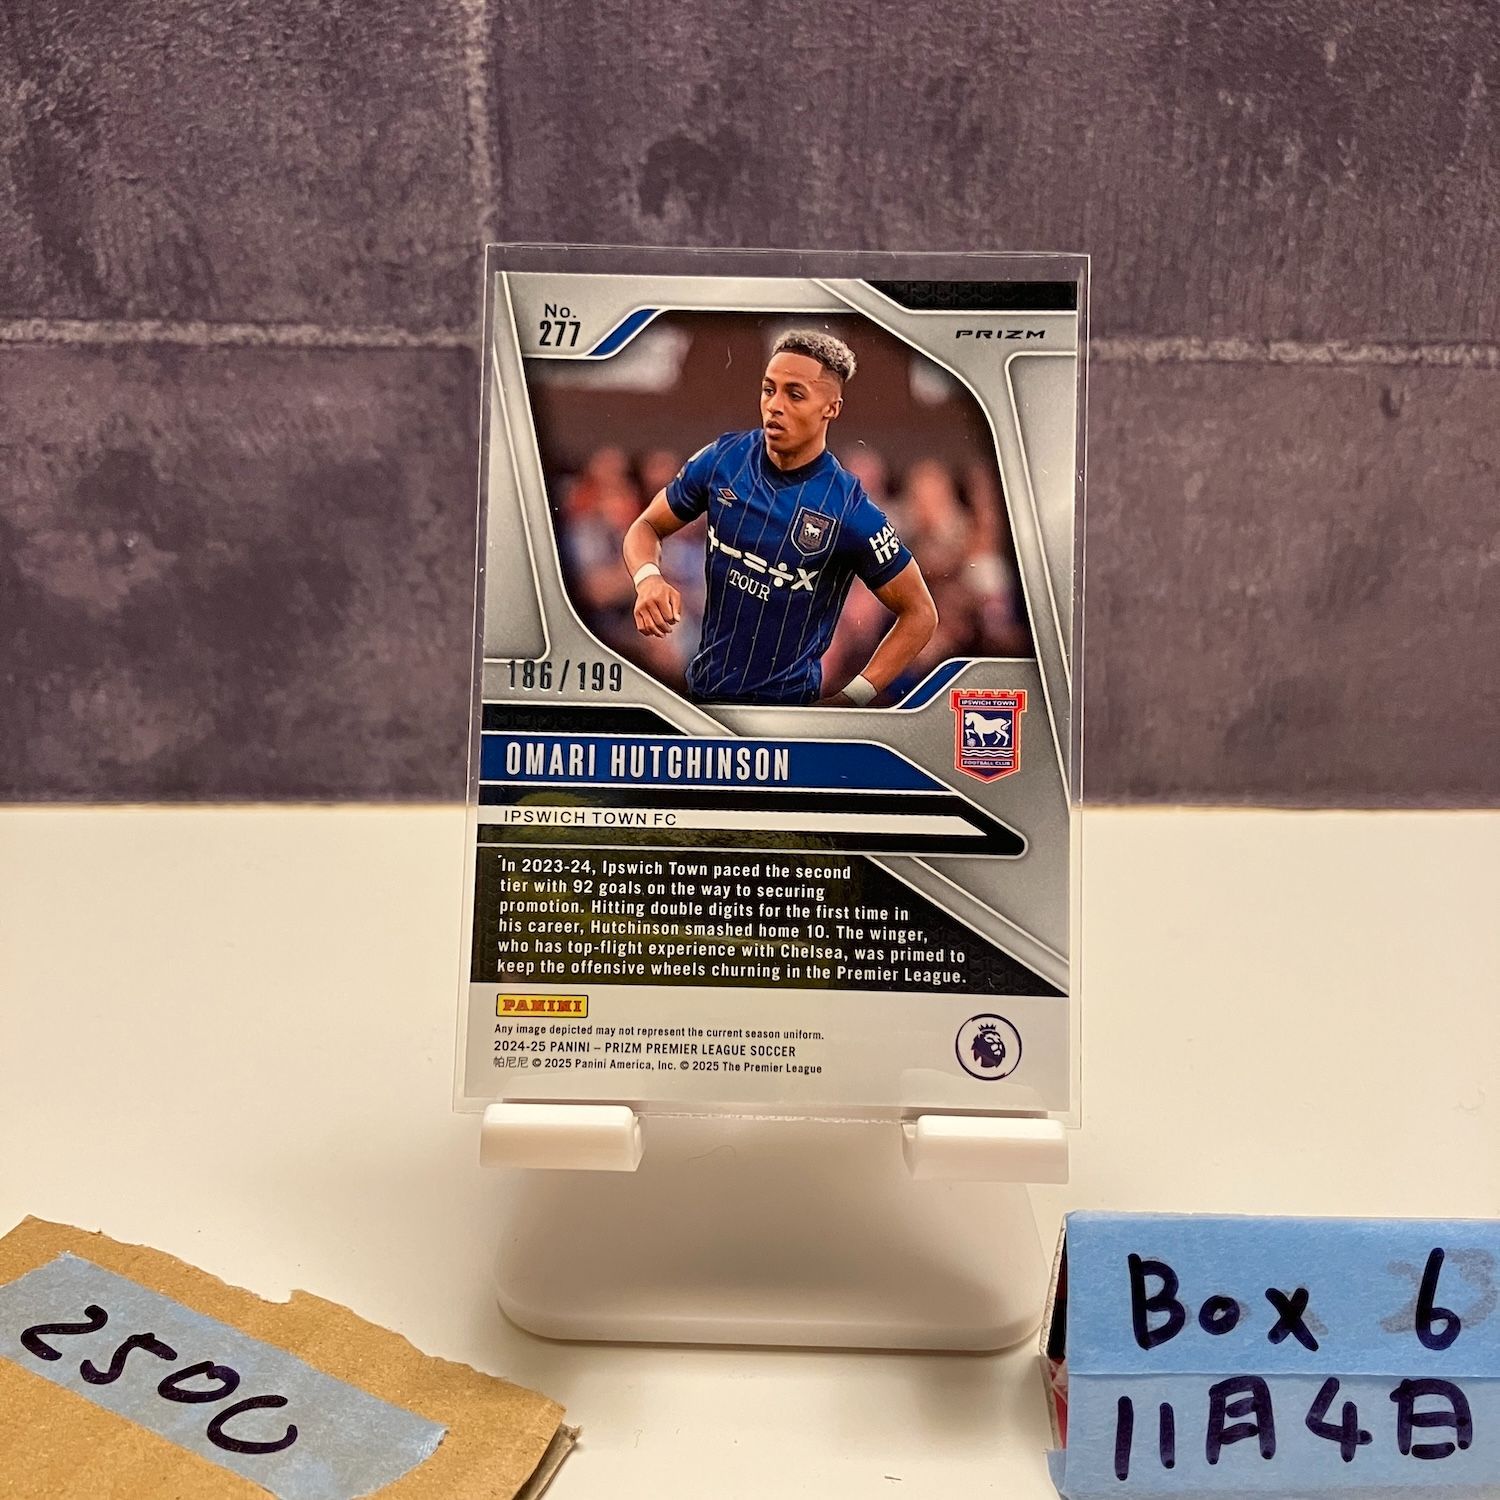 No.
277
PRIZM
HAL
ITS
+−=÷×
TOUR
186/199
IPSWICH TOWN
FOOTBALL CLUB
OMARI HUTCHINSON
IPSWICH TOWN FC
In 2023-24, Ipswich Town paced the second
tier with 92 goals on the way to securing
promotion. Hitting double digits for the first time in
his career, Hutchinson smashed home 10. The winger,
who has top-flight experience with Chelsea, was primed to
keep the offensive wheels churning in the Premier League.
PANINI
Any image depicted may not represent the current season uniform.
2024-25 PANINI – PRIZM PREMIER LEAGUE SOCCER
帕尼尼 © 2025 Panini America, Inc. © 2025 The Premier League
2500
Box 6
11月4日